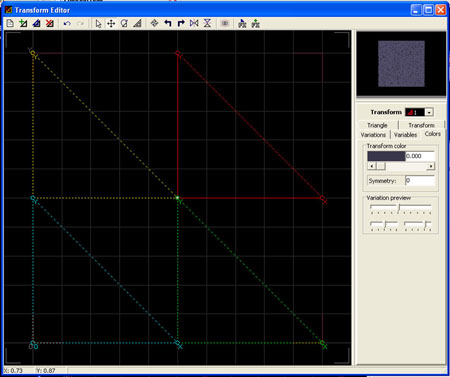 Transform Editor
Transform 1
Triangle Transform
Variations Variables Colors
Transform color
0.000
Symmetry: 0
Variation preview
X
X
X
X: 0.73 Y: 0.87